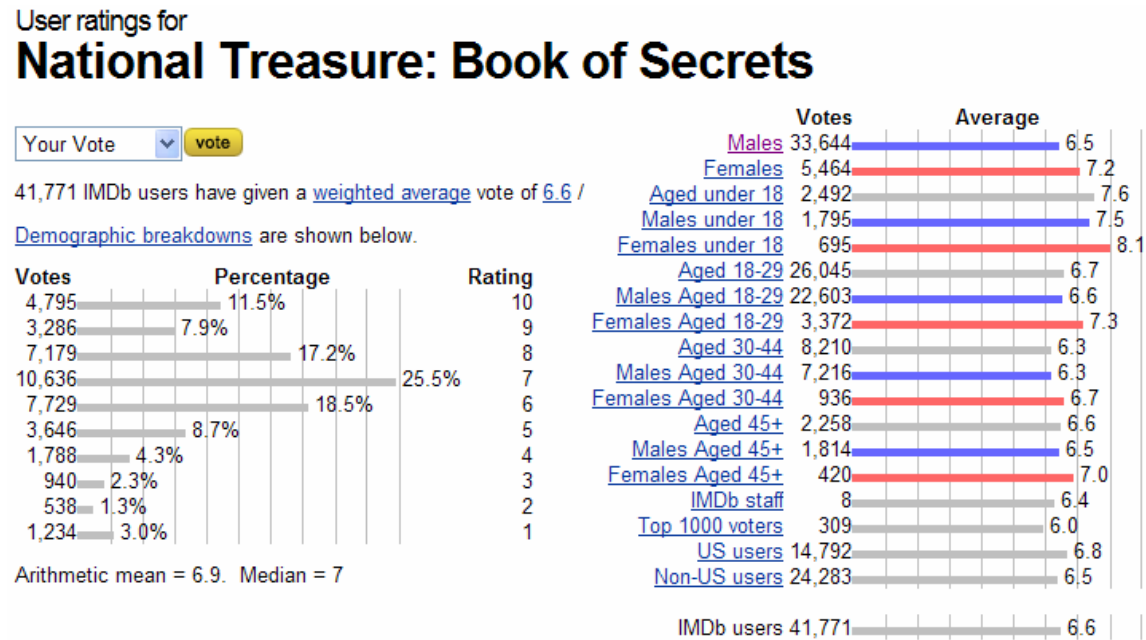 User ratings for
National Treasure: Book of Secrets
Your Vote vote
41,771 IMDb users have given a weighted average vote of 6.6 /
Demographic breakdowns are shown below.
Votes Percentage Rating
4,795 11.5% 10
3,286 7.9% 9
7,179 17.2% 8
10,636 25.5% 7
7,729 18.5% 6
3,646 8.7% 5
1,788 4.3% 4
940 2.3% 3
538 1.3% 2
1,234 3.0% 1
Arithmetic mean = 6.9. Median = 7
Votes Average
Males 33,644 6.5
Females 5,464 7.2
Aged under 18 2,492 7.6
Males under 18 1,795 7.5
Females under 18 695 8.1
Aged 18-29 26,045 6.7
Males Aged 18-29 22,603 6.6
Females Aged 18-29 3,372 7.3
Aged 30-44 8,210 6.3
Males Aged 30-44 7,216 6.3
Females Aged 30-44 936 6.7
Aged 45+ 2,258 6.6
Males Aged 45+ 1,814 6.5
Females Aged 45+ 420 7.0
IMDb staff 8 6.4
Top 1000 voters 309 6.0
US users 14,792 6.8
Non-US users 24,283 6.5
IMDb users 41,771 6.6